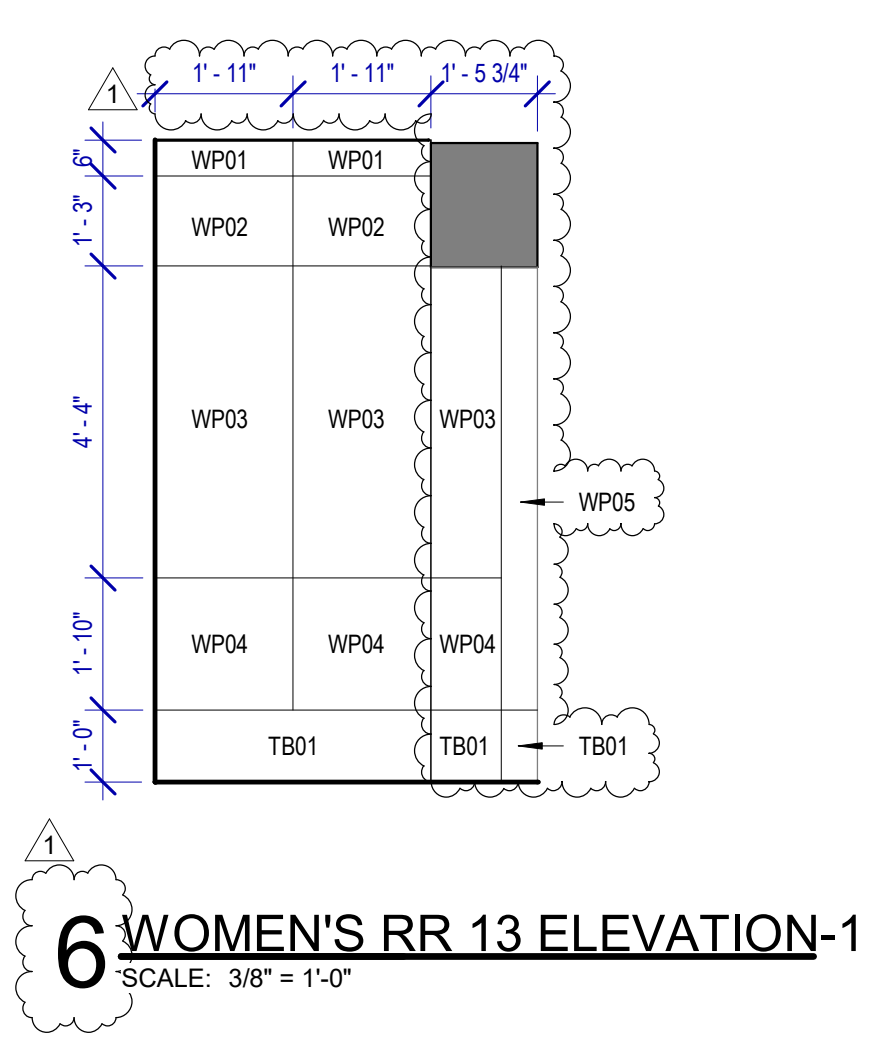 1' - 11" 1' - 11" 1' - 5 3/4"
1
6" WP01 WP01
1' - 3" WP02 WP02
4' - 4" WP03 WP03 WP03
WP05
1' - 10" WP04 WP04 WP04
1' - 0" TB01 TB01 TB01
1
6 WOMEN'S RR 13 ELEVATION-1
SCALE: 3/8" = 1'-0"